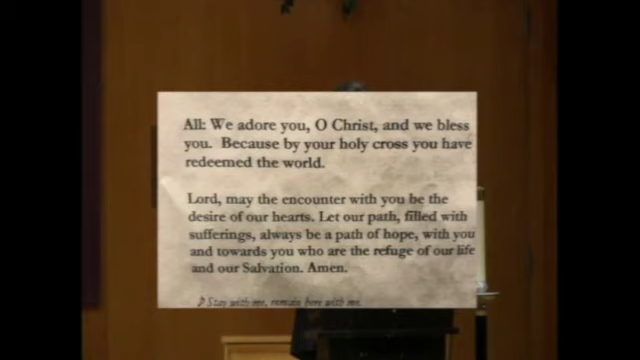 All: We adore you, O Christ, and we bless
you. Because by your holy cross you have
redeemed the world.
Lord, may the encounter with you be the
desire of our hearts. Let our path, filled with
sufferings, always be a path of hope, with you
and towards you who are the refuge of our life
and our Salvation. Amen.
♪ Stay with me, remain here with me.